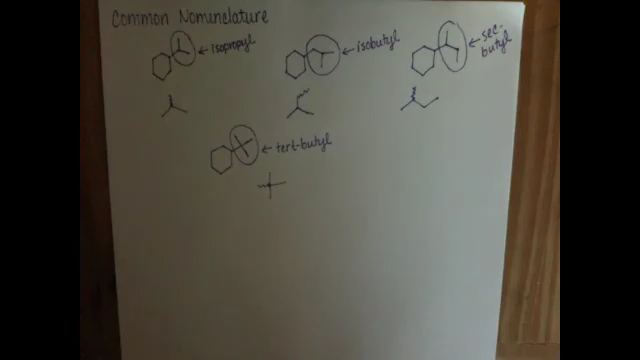 Common Nomenclature
← isopropyl
← isobutyl
← sec-
butyl
← tert-butyl